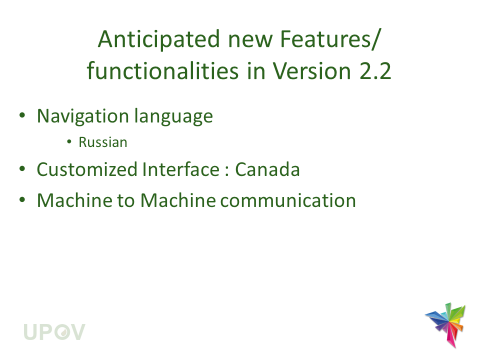 Anticipated new Features/
functionalities in Version 2.2
• Navigation language
• Russian
• Customized Interface : Canada
• Machine to Machine communication
UPOV